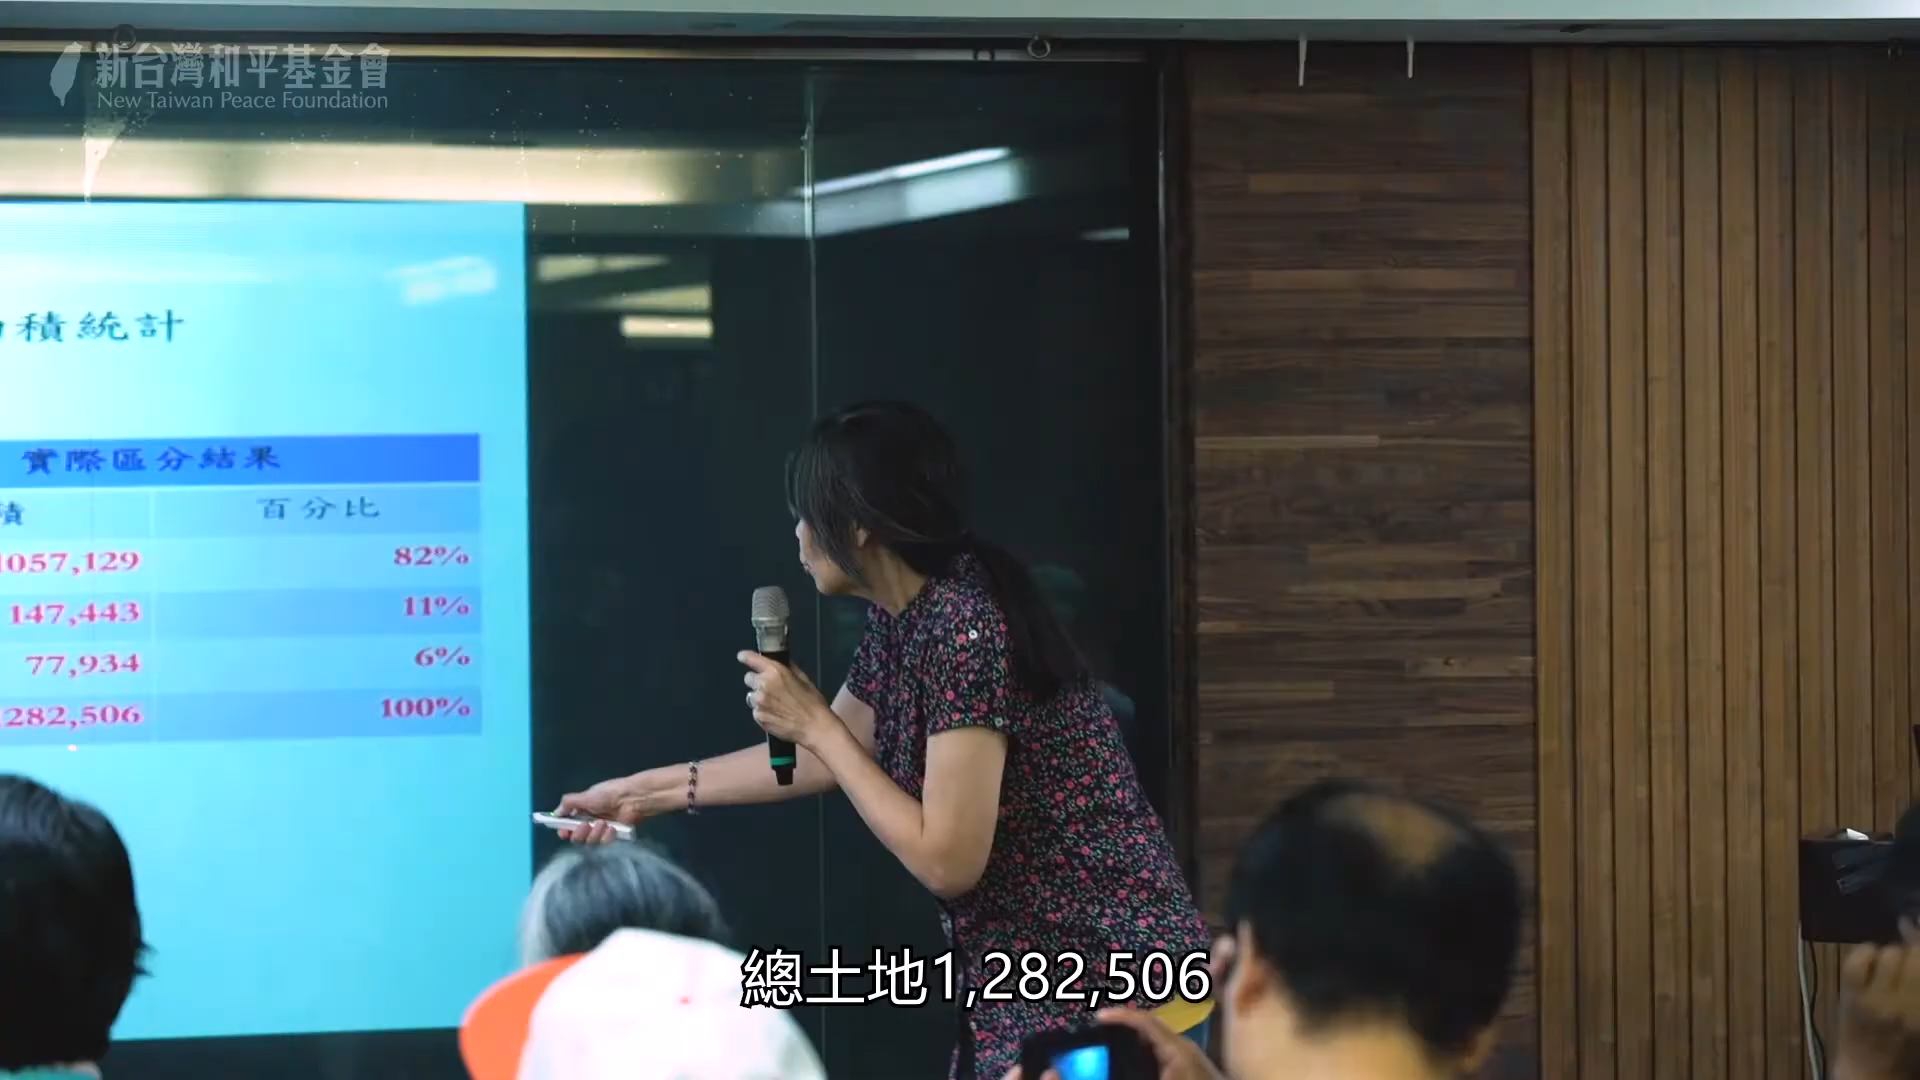 新台灣和平基金會
New Taiwan Peace Foundation
積統計
實際區分結果
積 百分比
1057,129 82%
147,443 11%
77,934 6%
,282,506 100%
總土地1,282,506